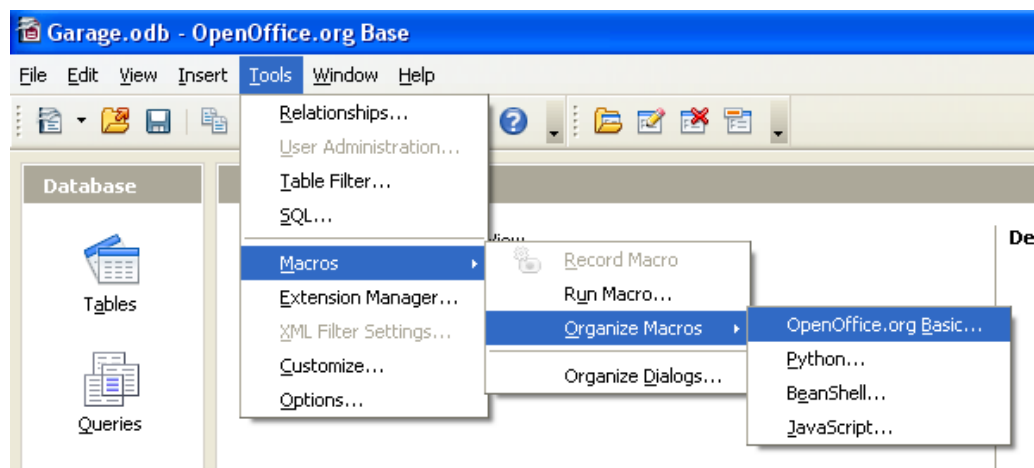 Garage.odb - OpenOffice.org Base
File Edit View Insert Tools Window Help
Relationships...
User Administration...
Table Filter...
SQL...
Macros
Extension Manager...
XML Filter Settings...
Customize...
Options...
Record Macro
Run Macro...
Organize Macros
Organize Dialogs...
OpenOffice.org Basic...
Python...
BeanShell...
JavaScript...
Database
Tables
Queries
De